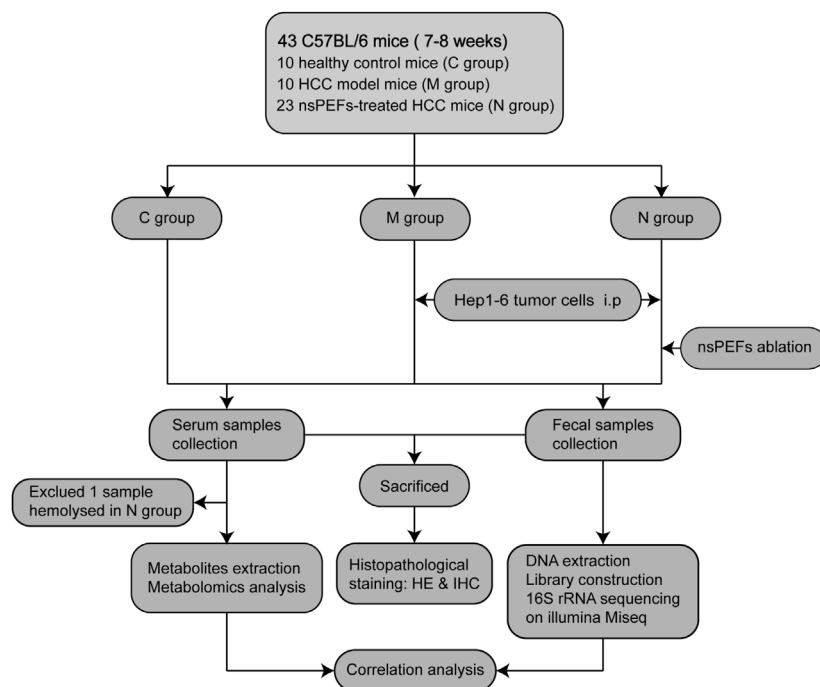 43 C57BL/6 mice ( 7-8 weeks)
10 healthy control mice (C group)
10 HCC model mice (M group)
23 nsPEFs-treated HCC mice (N group)
C group
M group
N group
Hep1-6 tumor cells i.p
nsPEFs ablation
Serum samples
collection
Fecal samples
collection
Sacrificed
Exclued 1 sample
hemolysed in N group
Metabolites extraction
Metabolomics analysis
Histopathological
staining: HE & IHC
DNA extraction
Library construction
16S rRNA sequencing
on illumina Miseq
Correlation analysis